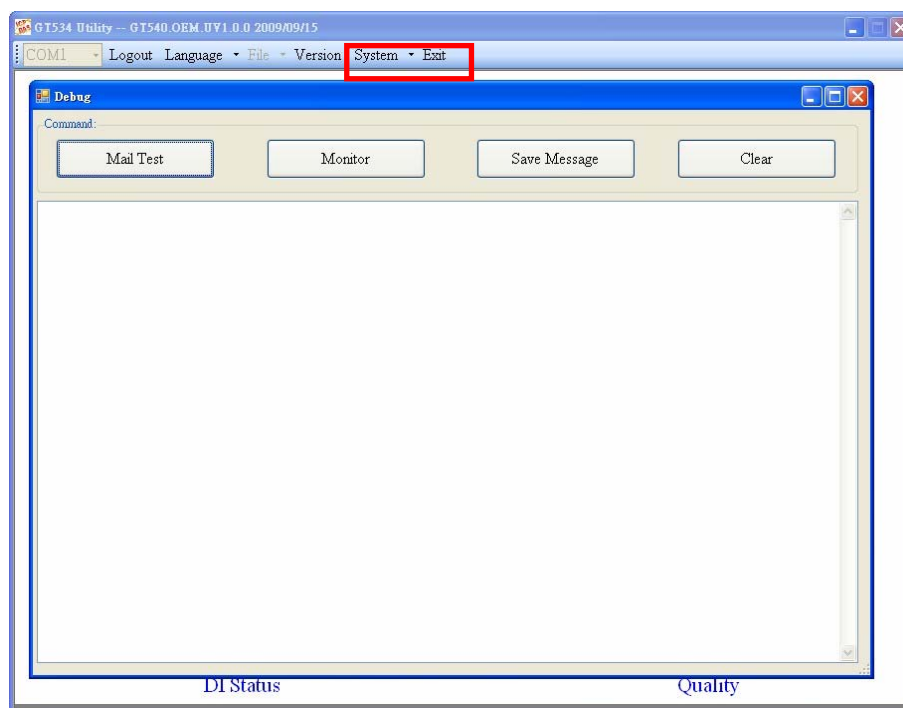 GT534 Utility -- GT540.OEM.UV1.0.0 2009/09/15
COM1 Logout Language File Version System Exit
Debug
Command:
Mail Test Monitor Save Message Clear
DI Status Quality